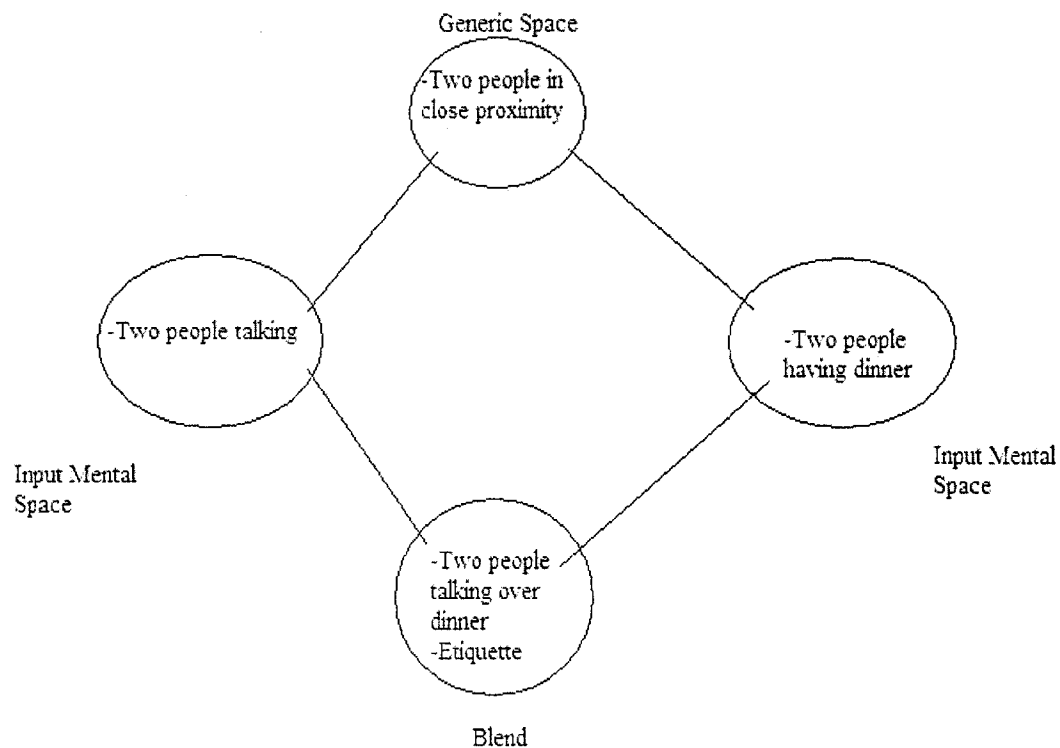 Generic Space
-Two people in
close proximity
-Two people talking
-Two people
having dinner
Input Mental
Space
Input Mental
Space
-Two people
talking over
dinner
-Etiquette
Blend